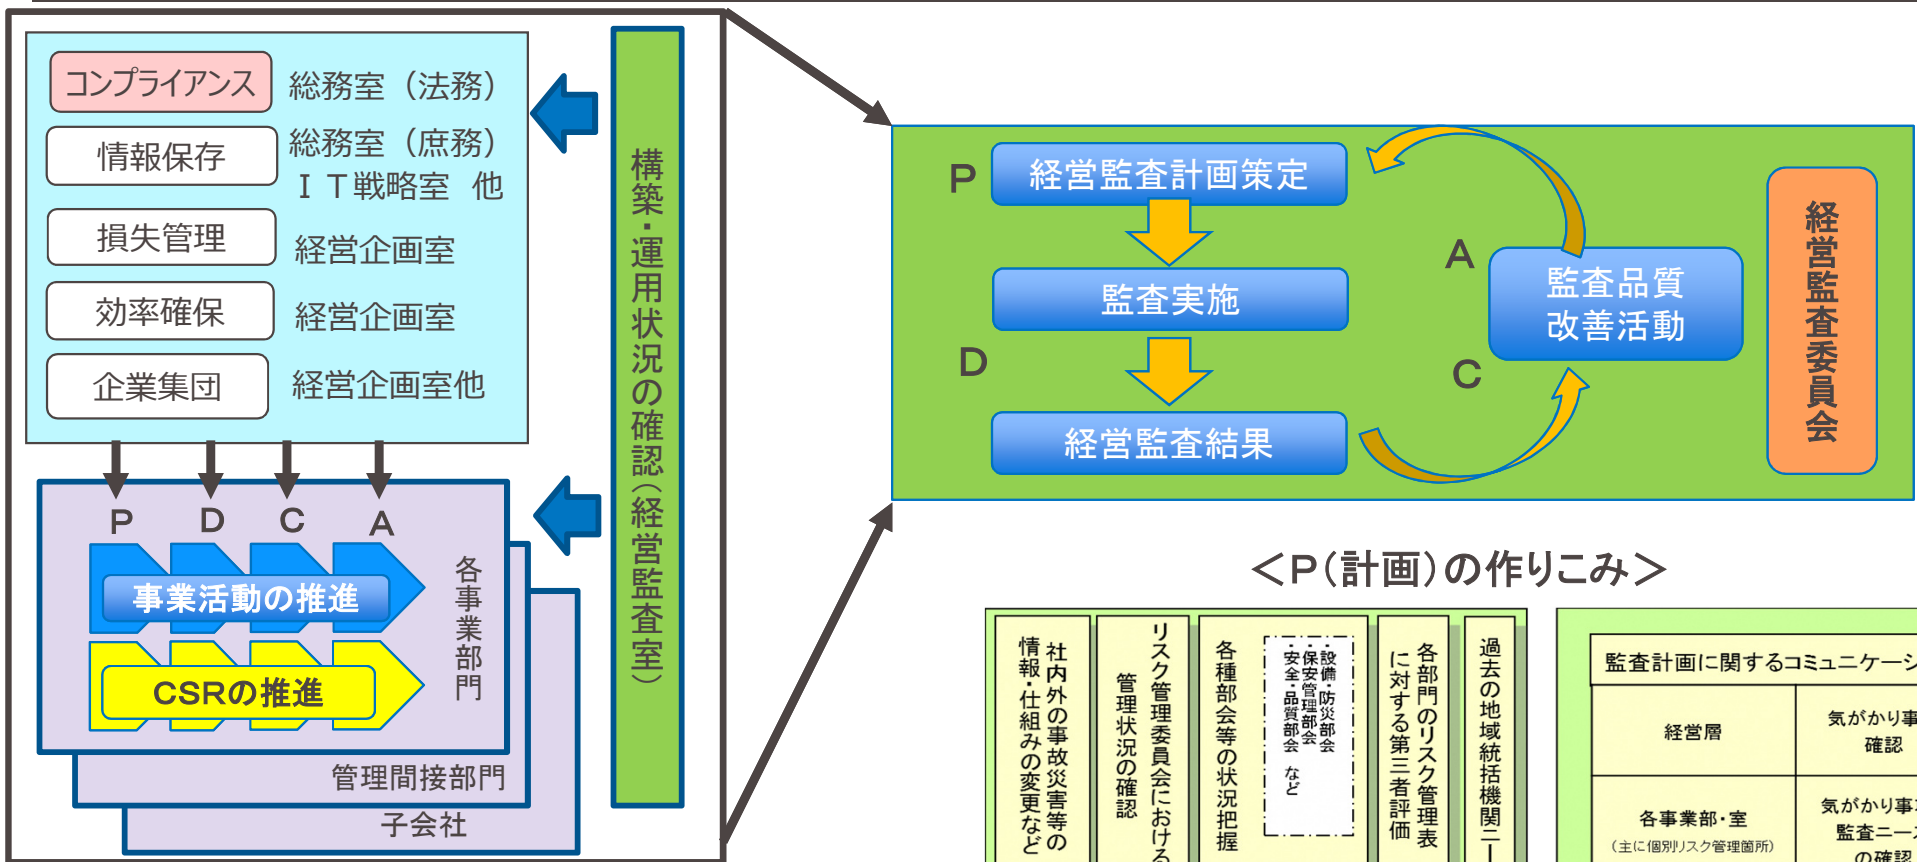 コンプライアンス 総務室（法務）
情報保存 総務室（庶務）
ＩＴ戦略室 他
損失管理 経営企画室
効率確保 経営企画室
企業集団 経営企画室他
P D C A
事業活動の推進
CSRの推進
各事業部門
管理間接部門
子会社
構築・運用状況の確認（経営監査室）
P 経営監査計画策定
監査実施
D
経営監査結果
A
監査品質
改善活動
C
経営監査委員会
＜P（計画）の作りこみ＞
社内外の事故災害等の
情報・仕組みの変更など
リスク管理委員会における
管理状況の確認
各種部会等の状況把握
・設備・防災部会
・保安管理部会
・安全・品質部会 など
各部門のリスク管理表
に対する第三者評価
過去の地域統括機関ニー
監査計画に関するコミュニケーシ
経営層
気がかり事
確認
各事業部・室
（主に個別リスク管理箇所）
気がかり事
監査ニー
の確認